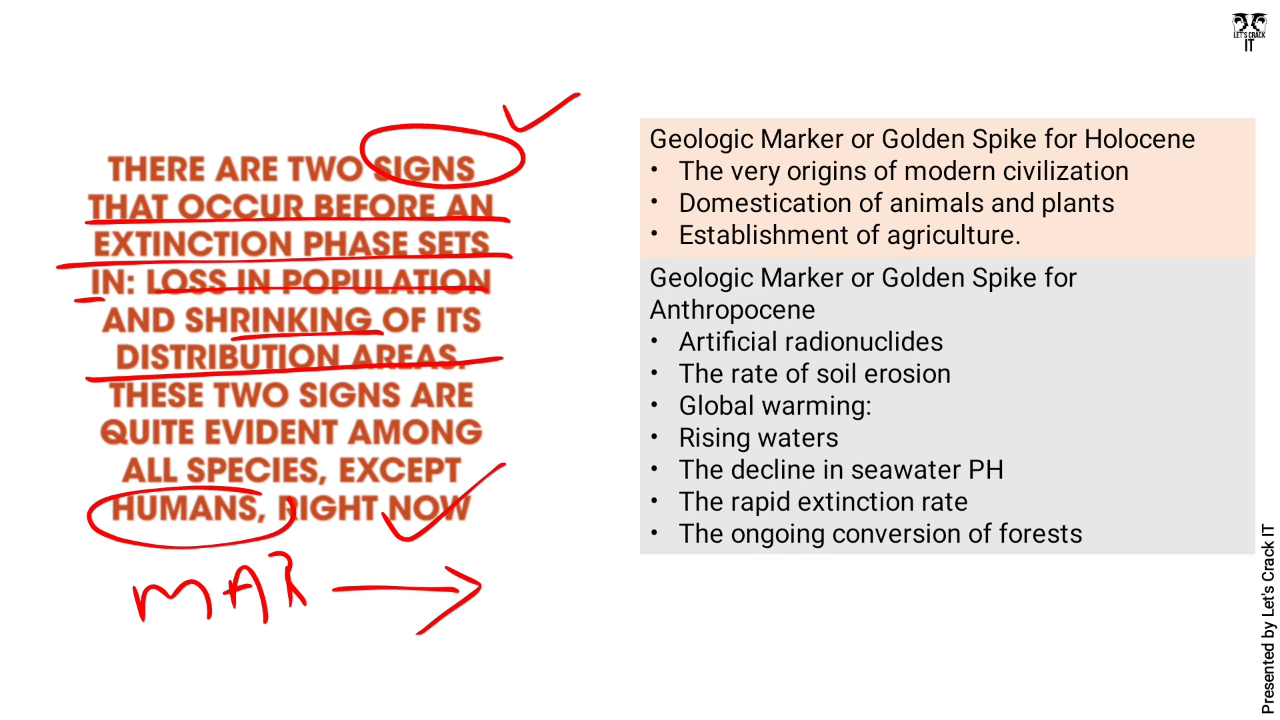 LET'S CRACK
IT
THERE ARE TWO SIGNS
THAT OCCUR BEFORE AN
EXTINCTION PHASE SETS
IN: LOSS IN POPULATION
AND SHRINKING OF ITS
DISTRIBUTION AREAS.
THESE TWO SIGNS ARE
QUITE EVIDENT AMONG
ALL SPECIES, EXCEPT
HUMANS, RIGHT NOW
Geologic Marker or Golden Spike for Holocene
• The very origins of modern civilization
• Domestication of animals and plants
• Establishment of agriculture.
Geologic Marker or Golden Spike for
Anthropocene
• Artificial radionuclides
• The rate of soil erosion
• Global warming:
• Rising waters
• The decline in seawater PH
• The rapid extinction rate
• The ongoing conversion of forests
Presented by Let's Crack IT